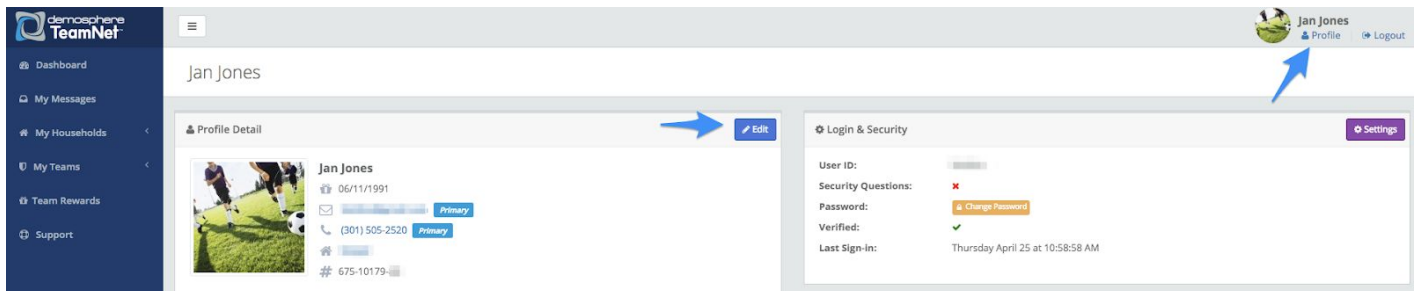 demosphere
TeamNet
Jan Jones
Profile
Logout
Dashboard
My Messages
My Households
My Teams
Team Rewards
Support
Jan Jones
Profile Detail
Edit
Jan Jones
06/11/1991
Primary
(301) 505-2520 Primary
# 675-10179-
Login & Security
Settings
User ID:
Security Questions:
Password: Change Password
Verified:
Last Sign-in: Thursday April 25 at 10:58:58 AM